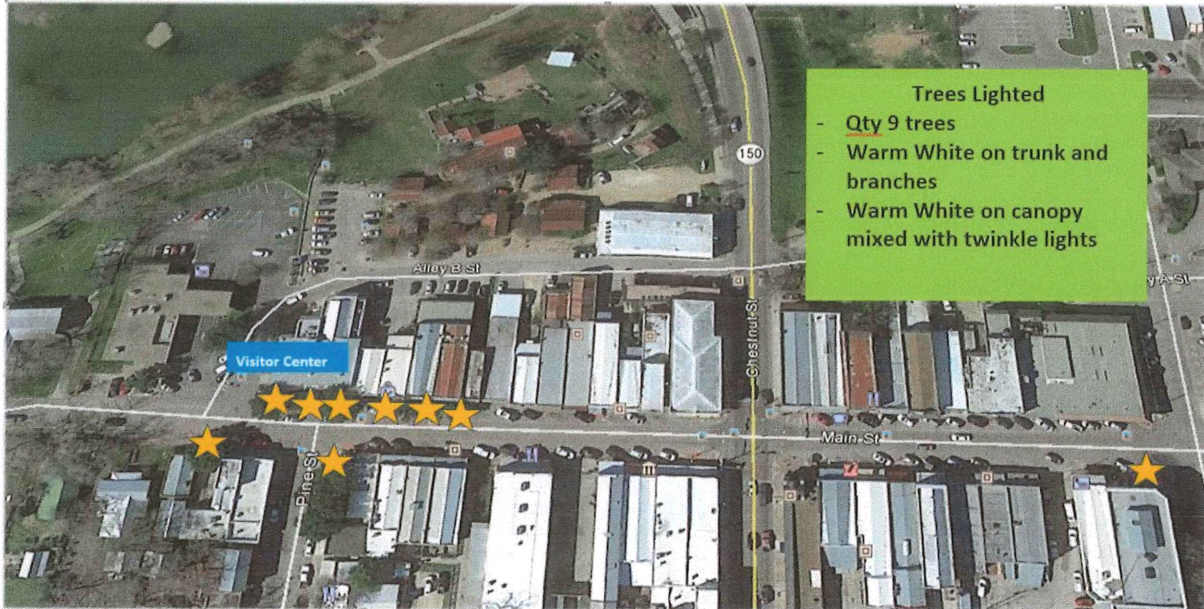 Trees Lighted
- Qty 9 trees
- Warm White on trunk and
branches
- Warm White on canopy
mixed with twinkle lights
150
Alley B St
y A St
Visitor Center
Chestnut St
Main St
Pine St